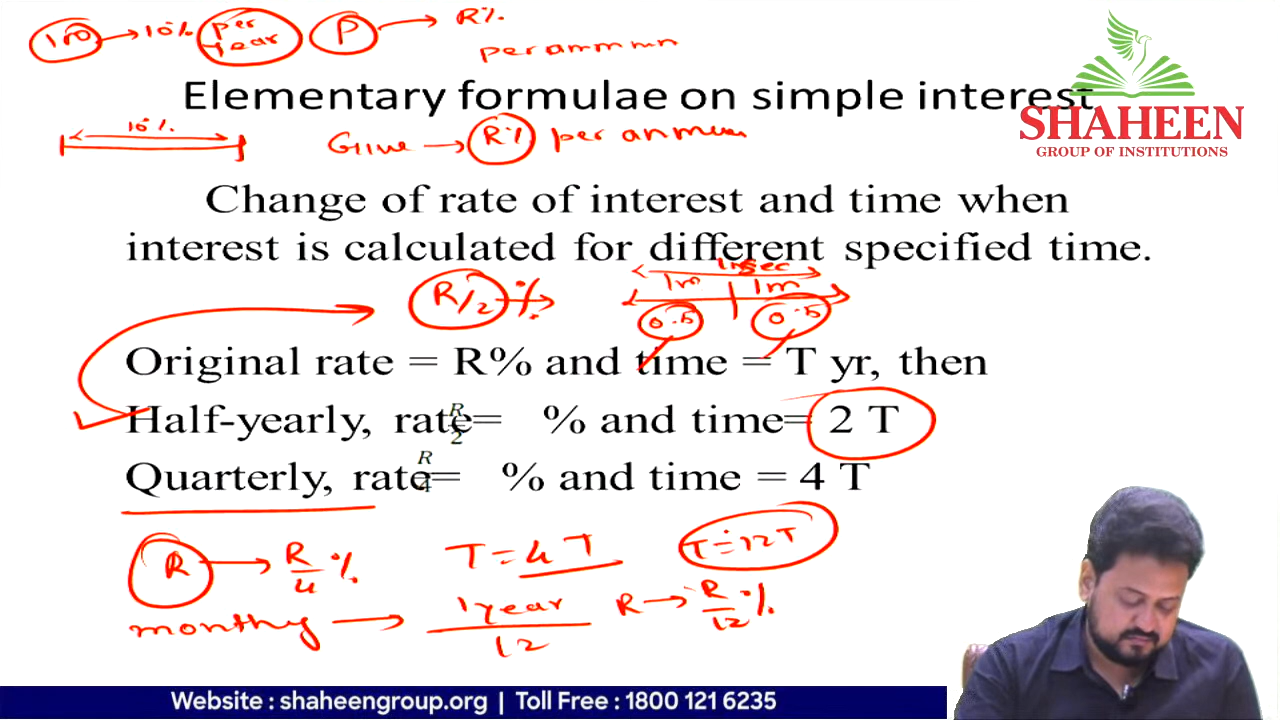 100 → 10% per year P → R% per annum
Elementary formulae on simple interest
SHAHEEN
GROUP OF INSTITUTIONS
10%
Give → R% per annum
Change of rate of interest and time when
interest is calculated for different specified time.
R/2 %
1m 1m
0.5 0.5
Original rate = R% and time = T yr, then
Half-yearly, rate= R/2 % and time= 2 T
Quarterly, rate= R/4 % and time = 4 T
R → R/4 % T = 4 T T = 12 T
monthy → 1 year/12 R → R/12 %
Website : shaheengroup.org | Toll Free : 1800 121 6235